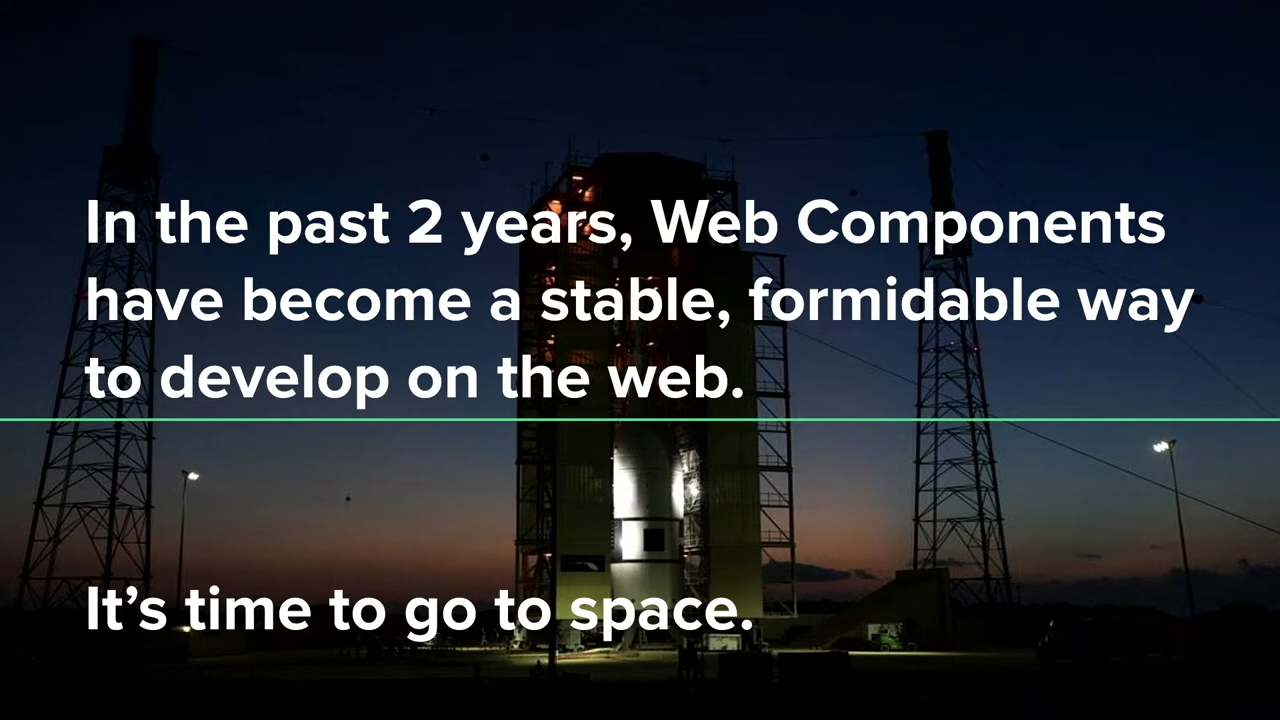 In the past 2 years, Web Components
have become a stable, formidable way
to develop on the web.
It’s time to go to space.